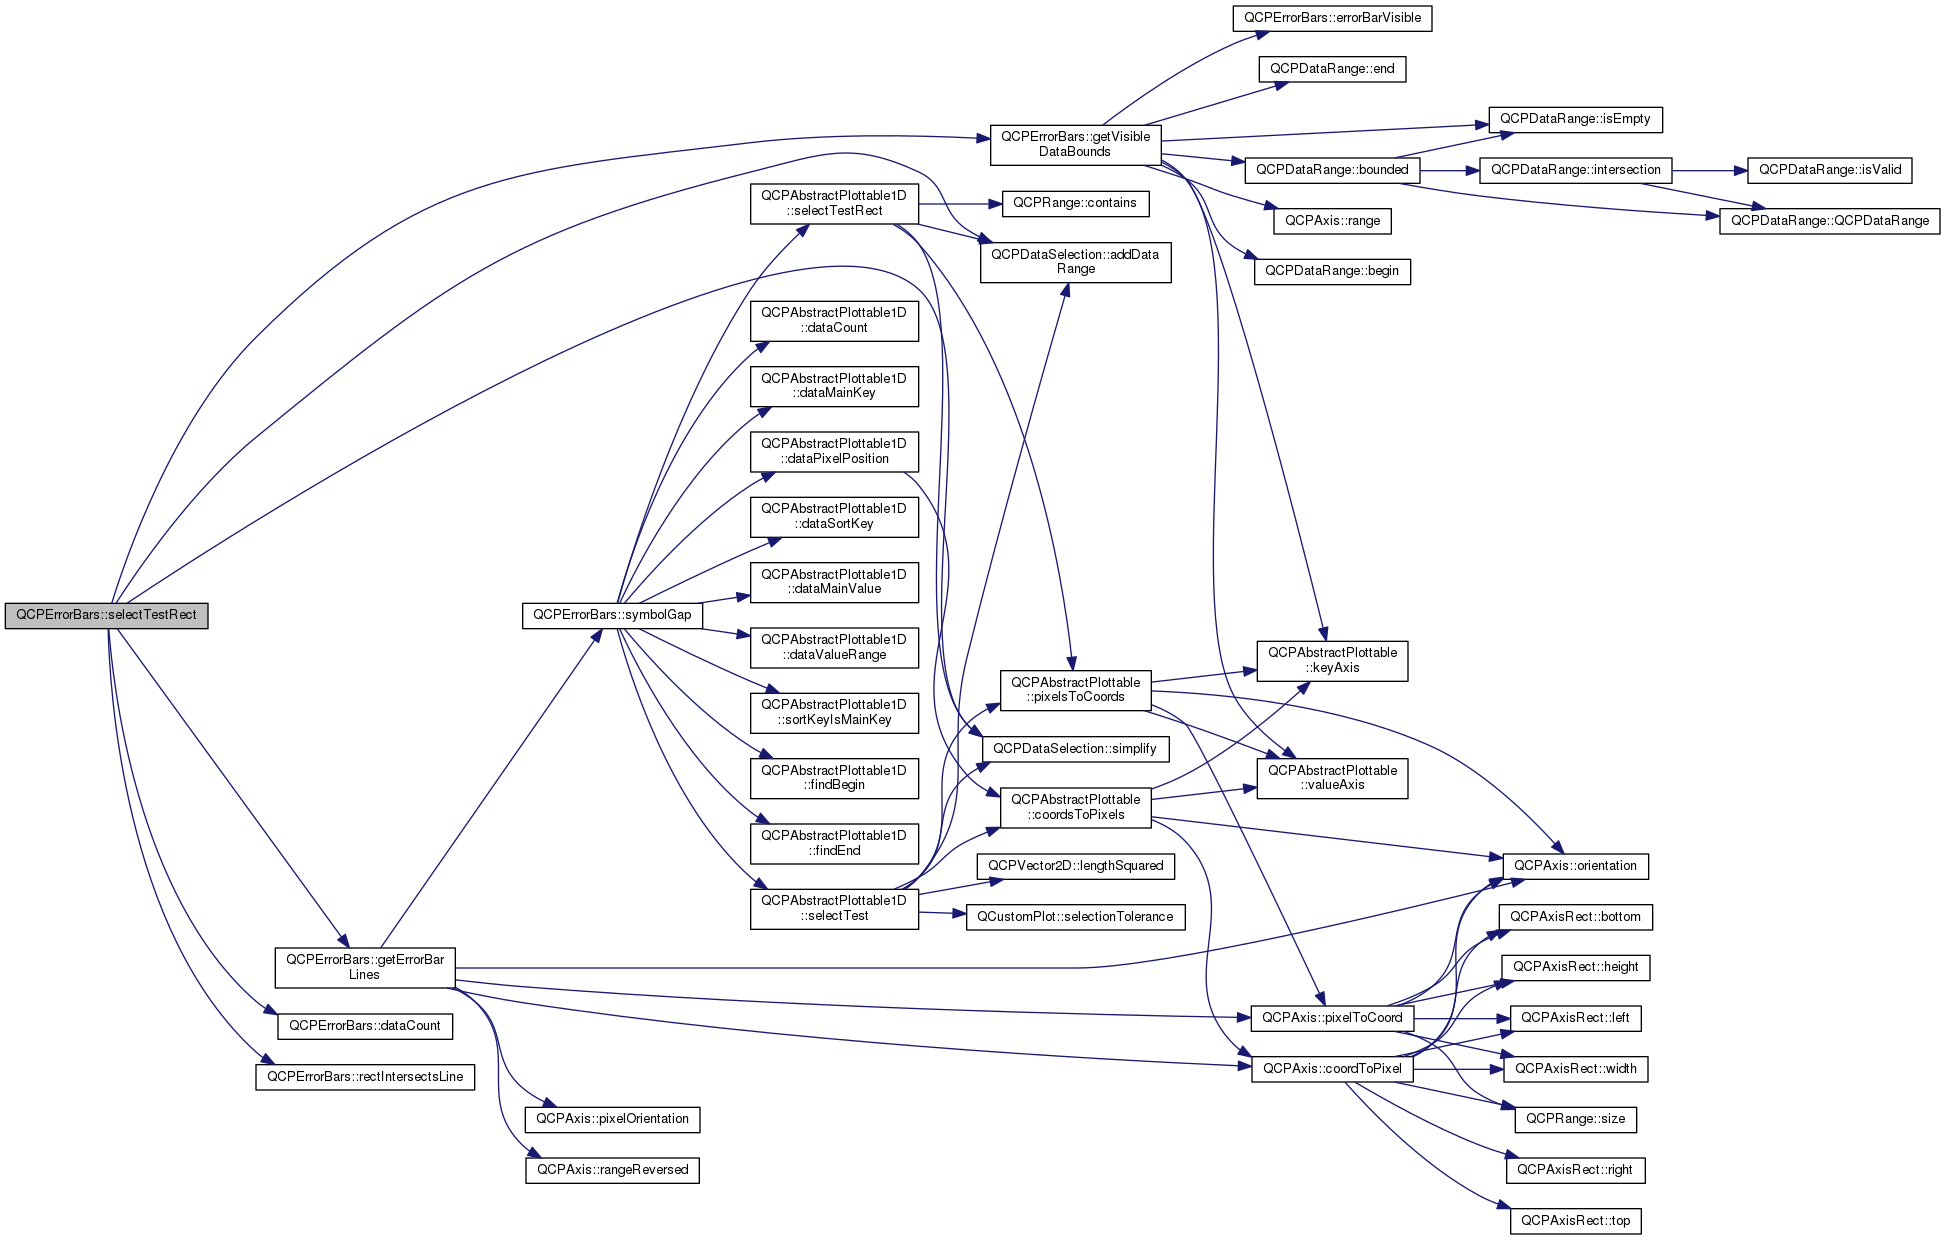 QCPErrorBars::selectTestRect
QCPErrorBars::getErrorBar
Lines
QCPErrorBars::dataCount
QCPErrorBars::rectIntersectsLine
QCPErrorBars::symbolGap
QCPAxis::pixelOrientation
QCPAxis::rangeReversed
QCPAbstractPlottable1D
::selectTestRect
QCPAbstractPlottable1D
::dataCount
QCPAbstractPlottable1D
::dataMainKey
QCPAbstractPlottable1D
::dataPixelPosition
QCPAbstractPlottable1D
::dataSortKey
QCPAbstractPlottable1D
::dataMainValue
QCPAbstractPlottable1D
::dataValueRange
QCPAbstractPlottable1D
::sortKeyIsMainKey
QCPAbstractPlottable1D
::findBegin
QCPAbstractPlottable1D
::findEnd
QCPAbstractPlottable1D
::selectTest
QCPErrorBars::getVisible
DataBounds
QCPRange::contains
QCPDataSelection::addData
Range
QCPAbstractPlottable
::pixelsToCoords
QCPDataSelection::simplify
QCPAbstractPlottable
::coordsToPixels
QCPVector2D::lengthSquared
QCustomPlot::selectionTolerance
QCPErrorBars::errorBarVisible
QCPDataRange::end
QCPDataRange::bounded
QCPAxis::range
QCPDataRange::begin
QCPAbstractPlottable
::keyAxis
QCPAbstractPlottable
::valueAxis
QCPAxis::pixelToCoord
QCPAxis::coordToPixel
QCPDataRange::isEmpty
QCPDataRange::intersection
QCPAxis::orientation
QCPAxisRect::bottom
QCPAxisRect::height
QCPAxisRect::left
QCPAxisRect::width
QCPRange::size
QCPAxisRect::right
QCPAxisRect::top
QCPDataRange::isValid
QCPDataRange::QCPDataRange